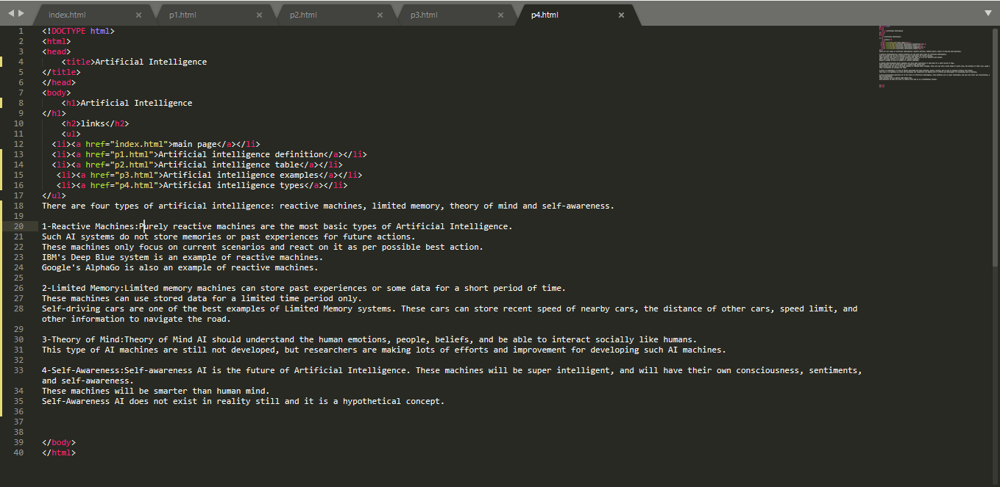 index.html × p1.html × p2.html × p3.html × p4.html ×
1 <!DOCTYPE html>
2 <html>
3 <head>
4 <title>Artificial Intelligence
5 </title>
6 </head>
7 <body>
8 <h1>Artificial Intelligence
9 </h1>
10 <h2>links</h2>
11 <ul>
12 <li><a href="index.html">main page</a></li>
13 <li><a href="p1.html">Artificial intelligence definition</a></li>
14 <li><a href="p2.html">Artificial intelligence table</a></li>
15 <li><a href="p3.html">Artificial intelligence examples</a></li>
16 <li><a href="p4.html">Artificial intelligence types</a></li>
17 </ul>
18 There are four types of artificial intelligence: reactive machines, limited memory, theory of mind and self-awareness.
19
20 1-Reactive Machines:Purely reactive machines are the most basic types of Artificial Intelligence.
21 Such AI systems do not store memories or past experiences for future actions.
22 These machines only focus on current scenarios and react on it as per possible best action.
23 IBM's Deep Blue system is an example of reactive machines.
24 Google's AlphaGo is also an example of reactive machines.
25
26 2-Limited Memory:Limited memory machines can store past experiences or some data for a short period of time.
27 These machines can use stored data for a limited time period only.
28 Self-driving cars are one of the best examples of Limited Memory systems. These cars can store recent speed of nearby cars, the distance of other cars, speed limit, and
other information to navigate the road.
29
30 3-Theory of Mind:Theory of Mind AI should understand the human emotions, people, beliefs, and be able to interact socially like humans.
31 This type of AI machines are still not developed, but researchers are making lots of efforts and improvement for developing such AI machines.
32
33 4-Self-Awareness:Self-awareness AI is the future of Artificial Intelligence. These machines will be super intelligent, and will have their own consciousness, sentiments,
and self-awareness.
34 These machines will be smarter than human mind.
35 Self-Awareness AI does not exist in reality still and it is a hypothetical concept.
36
37
38
39 </body>
40 </html>